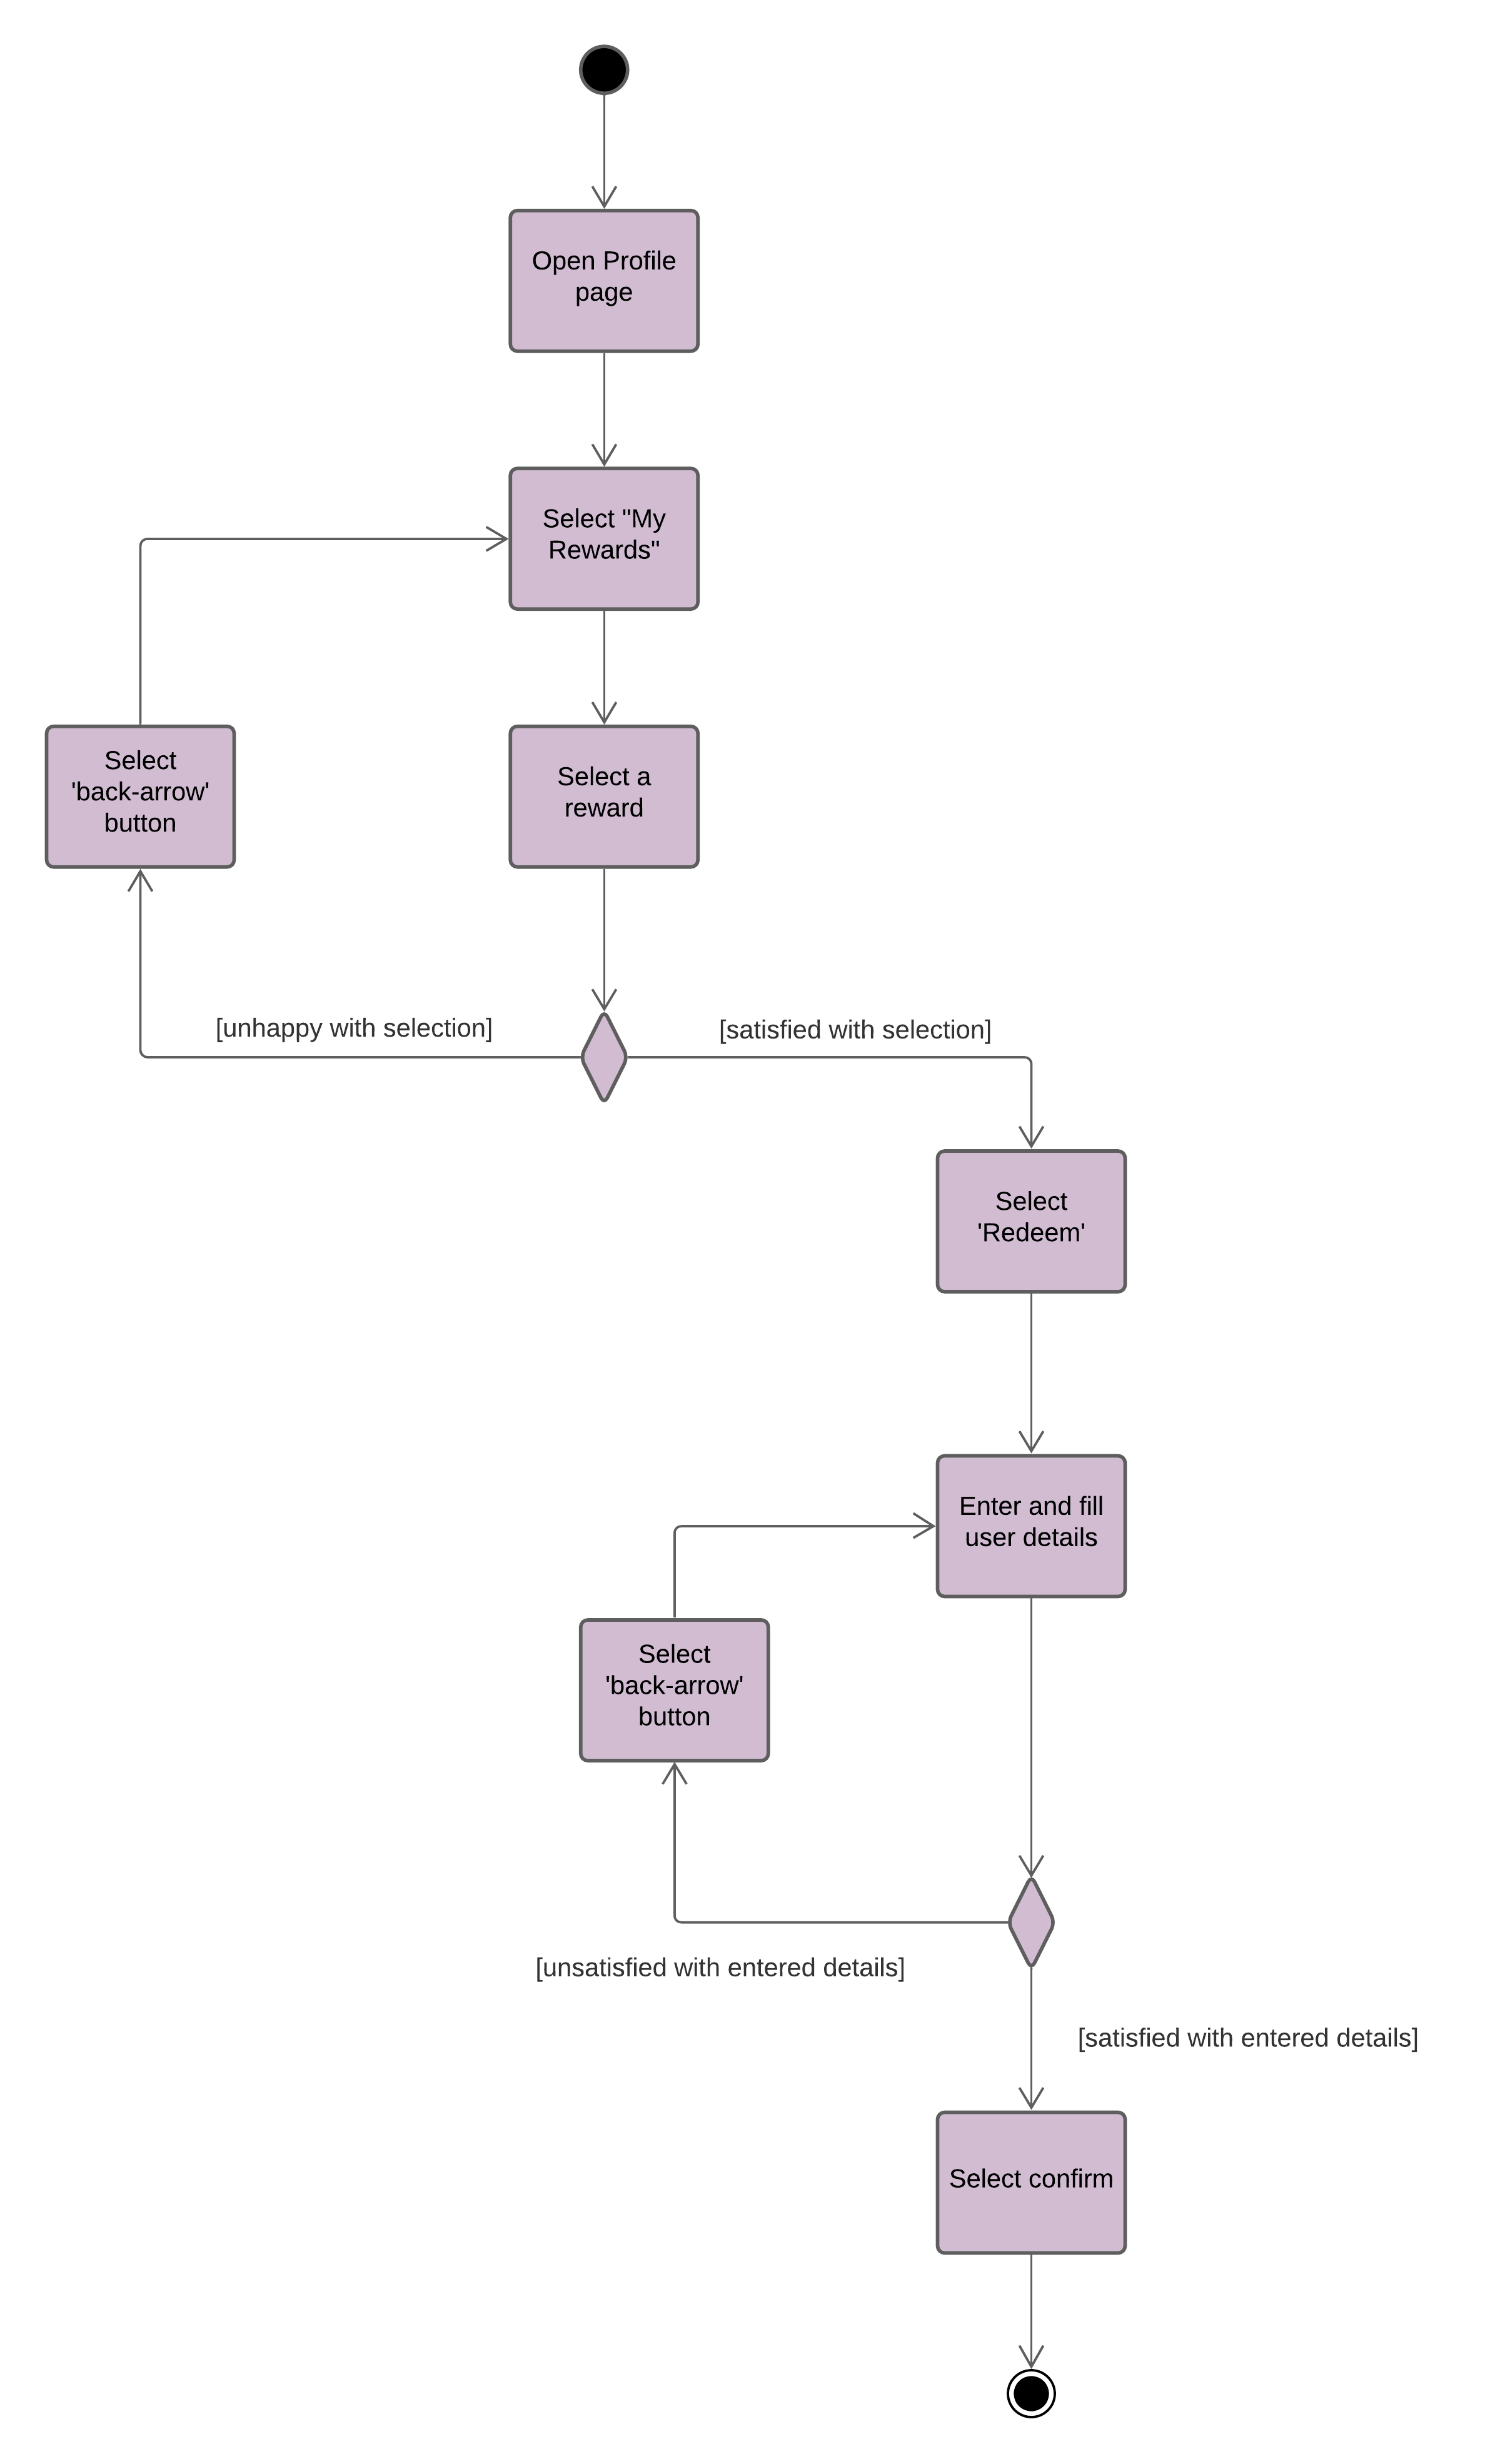 Open Profile
page
Select "My
Rewards"
Select
'back-arrow'
button
Select a
reward
[unhappy with selection]
[satisfied with selection]
Select
'Redeem'
Enter and fill
user details
Select
'back-arrow'
button
[unsatisfied with entered details]
[satisfied with entered details]
Select confirm